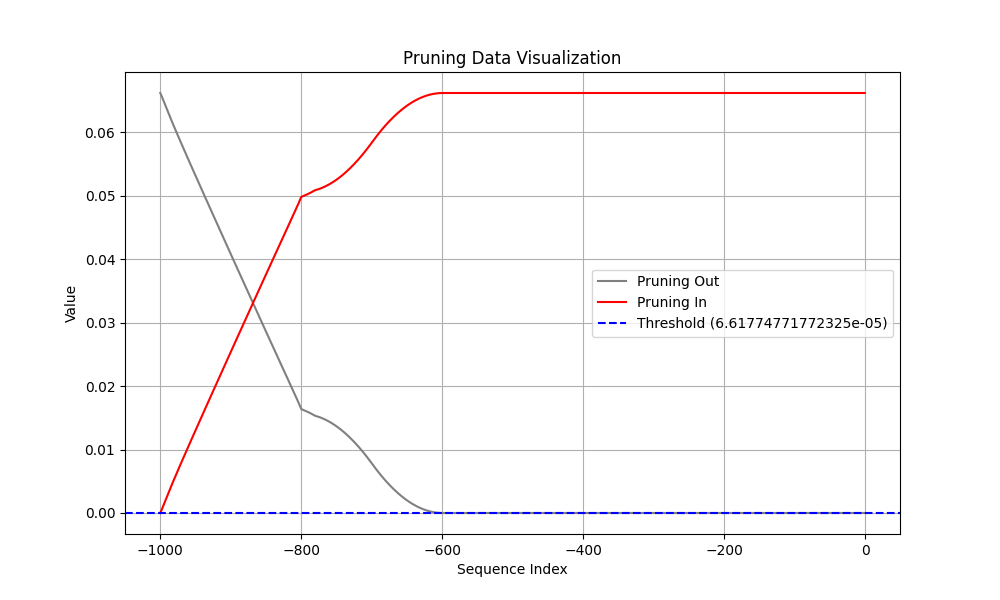 Pruning Data Visualization
Value
0.06
0.05
0.04
0.03
0.02
0.01
0.00
Pruning Out
Pruning In
Threshold (6.61774771772325e-05)
−1000 −800 −600 −400 −200 0
Sequence Index